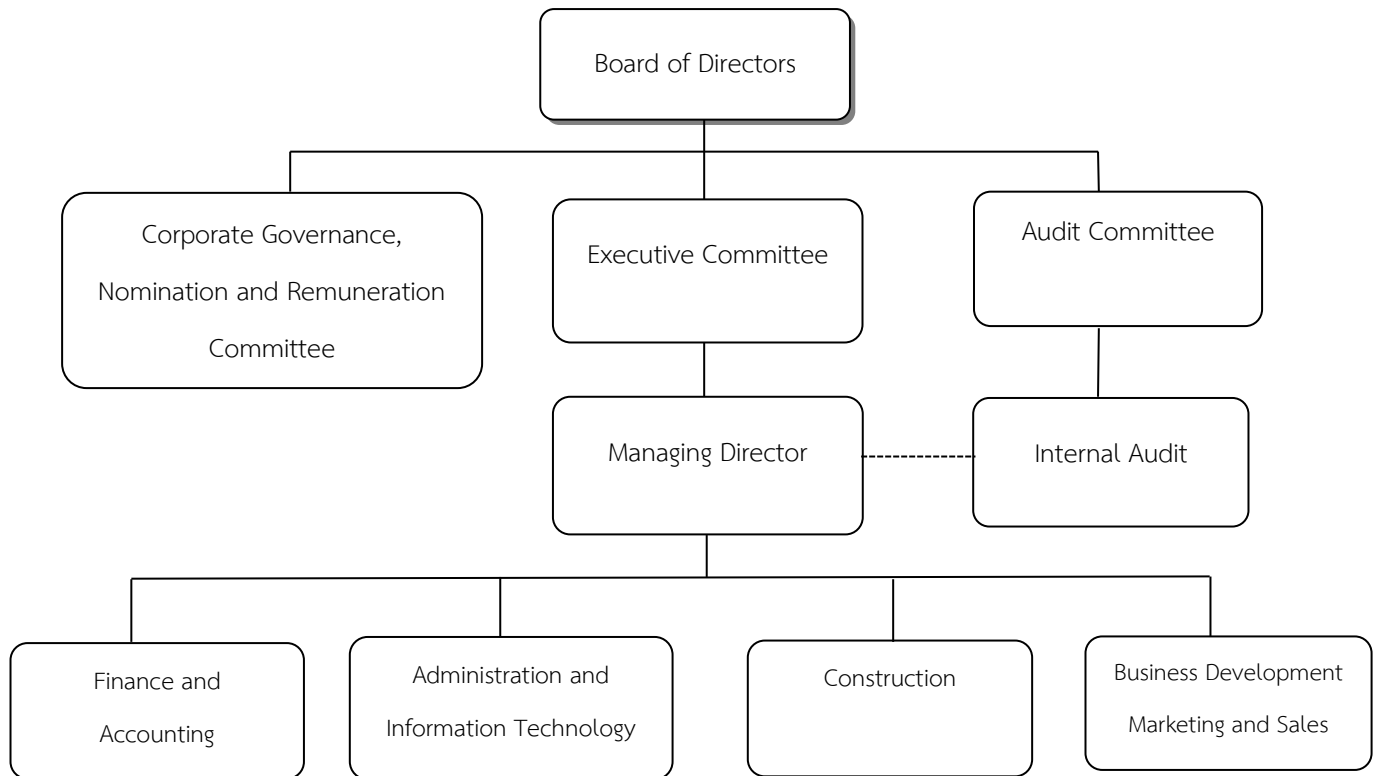 Board of Directors
Corporate Governance,
Nomination and Remuneration
Committee
Executive Committee
Audit Committee
Managing Director
Internal Audit
Finance and
Accounting
Administration and
Information Technology
Construction
Business Development
Marketing and Sales